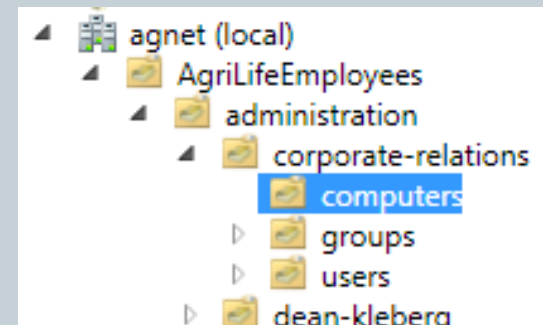 agnet (local)
AgriLifeEmployees
administration
corporate-relations
computers
groups
users
dean-kleberg